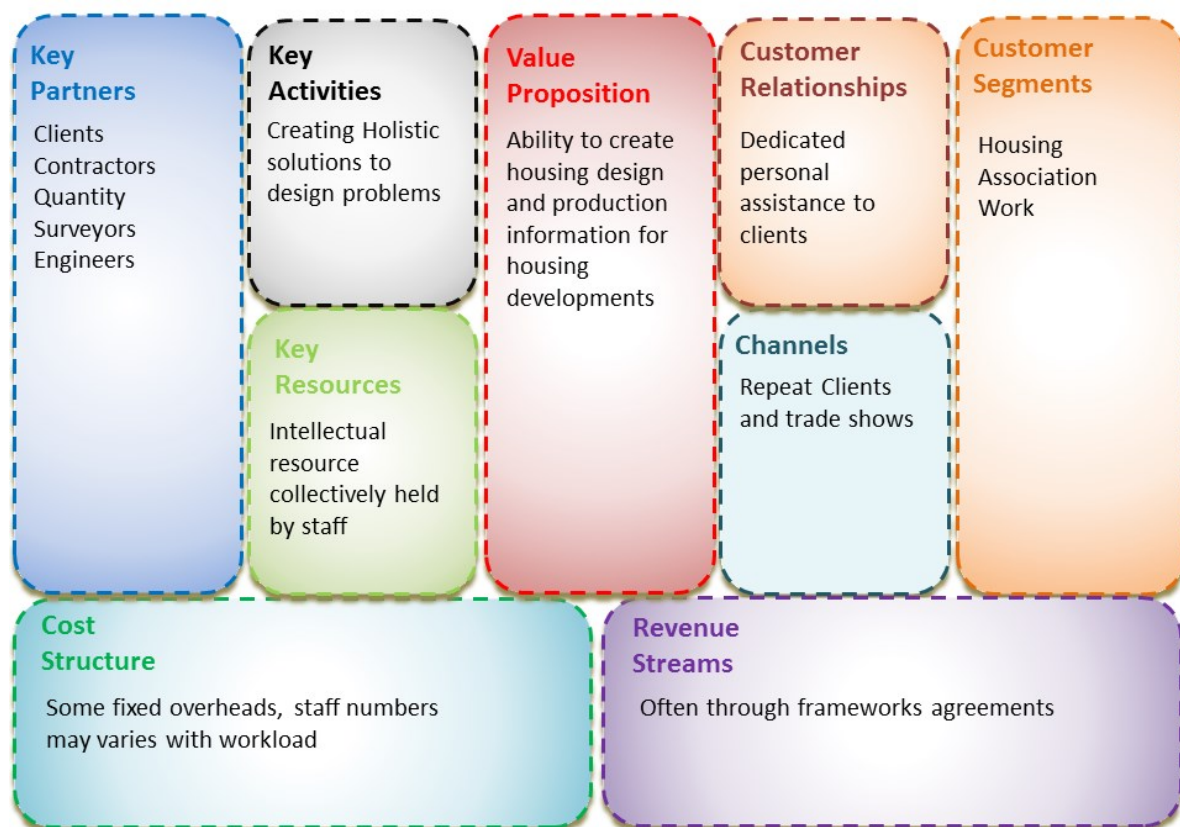 Key
Partners
Clients
Contractors
Quantity
Surveyors
Engineers
Key
Activities
Creating Holistic
solutions to
design problems
Key
Resources
Intellectual
resource
collectively held
by staff
Value
Proposition
Ability to create
housing design
and production
information for
housing
developments
Customer
Relationships
Dedicated
personal
assistance to
clients
Channels
Repeat Clients
and trade shows
Customer
Segments
Housing
Association
Work
Cost
Structure
Some fixed overheads, staff numbers
may varies with workload
Revenue
Streams
Often through frameworks agreements